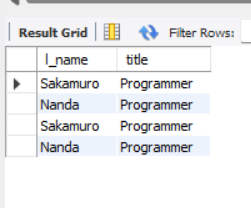 Result Grid Filter Rows:
l_name title
Sakamuro Programmer
Nanda Programmer
Sakamuro Programmer
Nanda Programmer